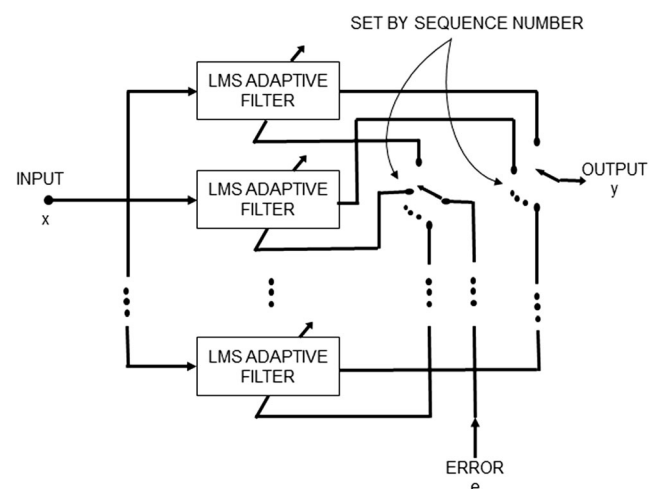 SET BY SEQUENCE NUMBER
LMS ADAPTIVE
FILTER
INPUT
x
LMS ADAPTIVE
FILTER
OUTPUT
y
LMS ADAPTIVE
FILTER
ERROR
e